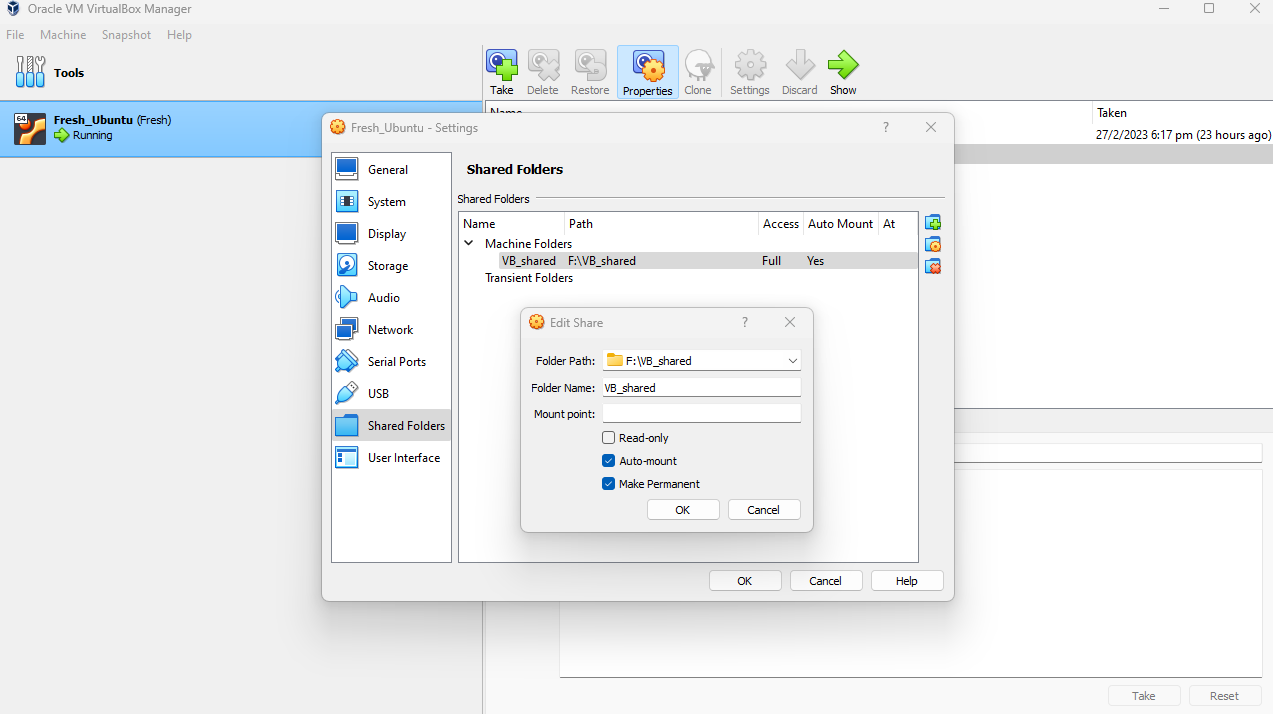 Oracle VM VirtualBox Manager
File Machine Snapshot Help
Tools
Take Delete Restore Properties Clone Settings Discard Show
Name Taken
64 Fresh_Ubuntu (Fresh)
Running
27/2/2023 6:17 pm (23 hours ago)
Fresh_Ubuntu - Settings ?
General
System
Display
Storage
Audio
Network
Serial Ports
USB
Shared Folders
User Interface
Shared Folders
Shared Folders
Name Path Access Auto Mount At
Machine Folders
VB_shared F:\VB_shared Full Yes
Transient Folders
Edit Share ?
Folder Path: F:\VB_shared
Folder Name: VB_shared
Mount point:
Read-only
Auto-mount
Make Permanent
OK Cancel
OK Cancel Help
Take Reset